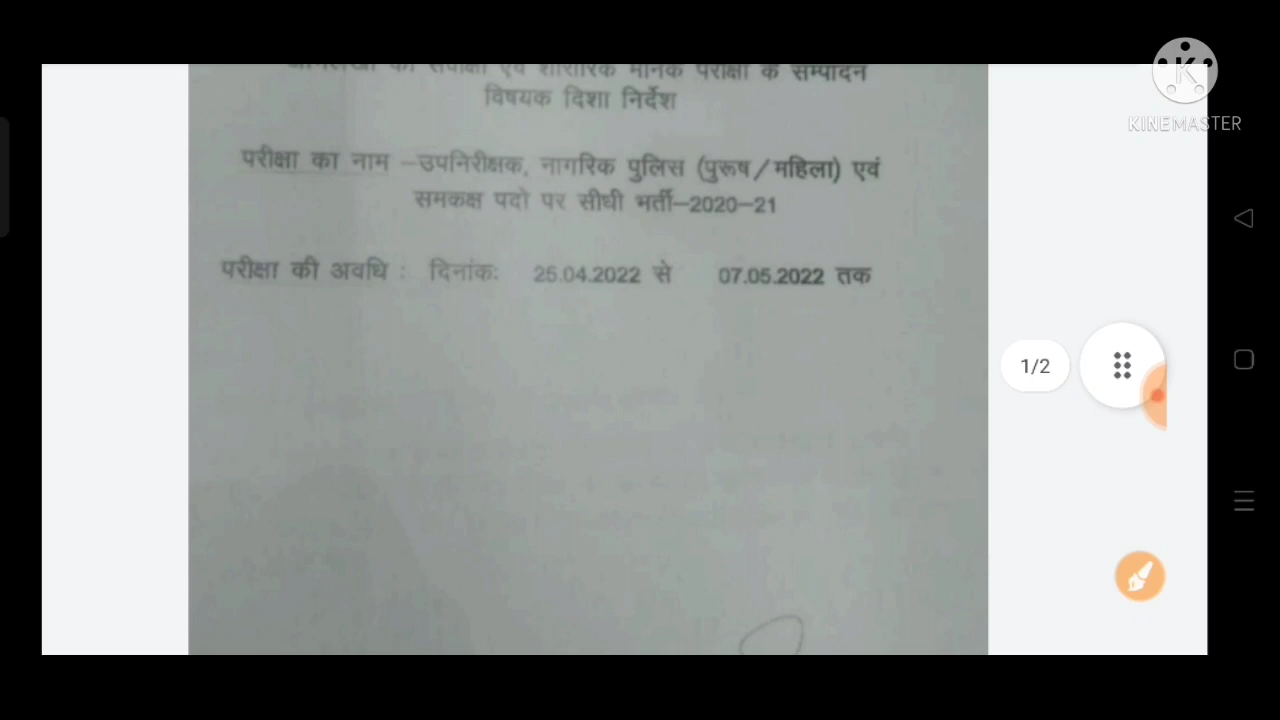 की समीक्षा एवं शारीरिक मानक परीक्षा के सम्पादन
विषयक दिशा निर्देश
परीक्षा का नाम –उपनिरीक्षक, नागरिक पुलिस (पुरूष/महिला) एवं
समकक्ष पदो पर सीधी भर्ती–2020–21
परीक्षा की अवधि : दिनांक: 25.04.2022 से 07.05.2022 तक
1/2
K
KINEMASTER